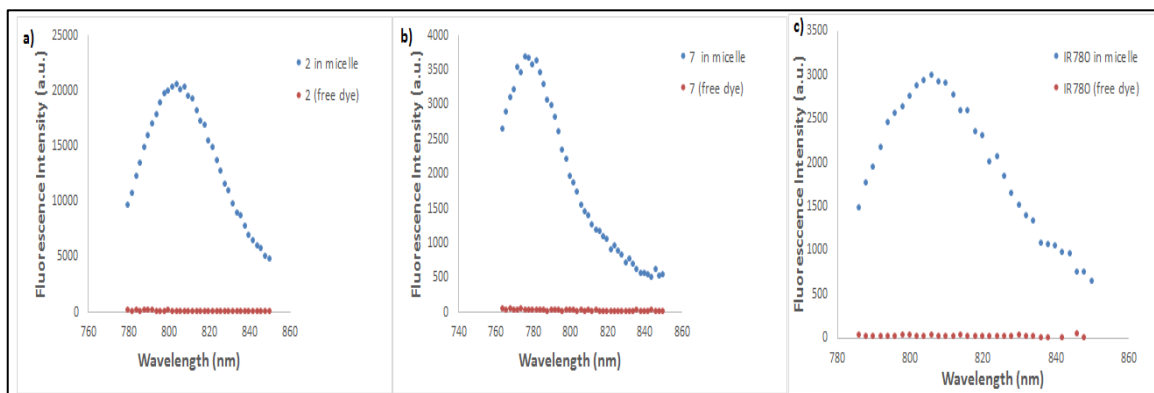 a)
25000
20000
15000
10000
5000
0
760 780 800 820 840 860
Fluorescence Intensity (a.u.)
Wavelength (nm)
2 in micelle
2 (free dye)
b)
4000
3500
3000
2500
2000
1500
1000
500
0
740 760 780 800 820 840 860
Fluorescence Intensity (a.u.)
Wavelength (nm)
7 in micelle
7 (free dye)
c)
3500
3000
2500
2000
1500
1000
500
0
780 800 820 840 860
Fluorescence Intensity (a.u.)
Wavelength (nm)
IR780 in micelle
IR780 (free dye)